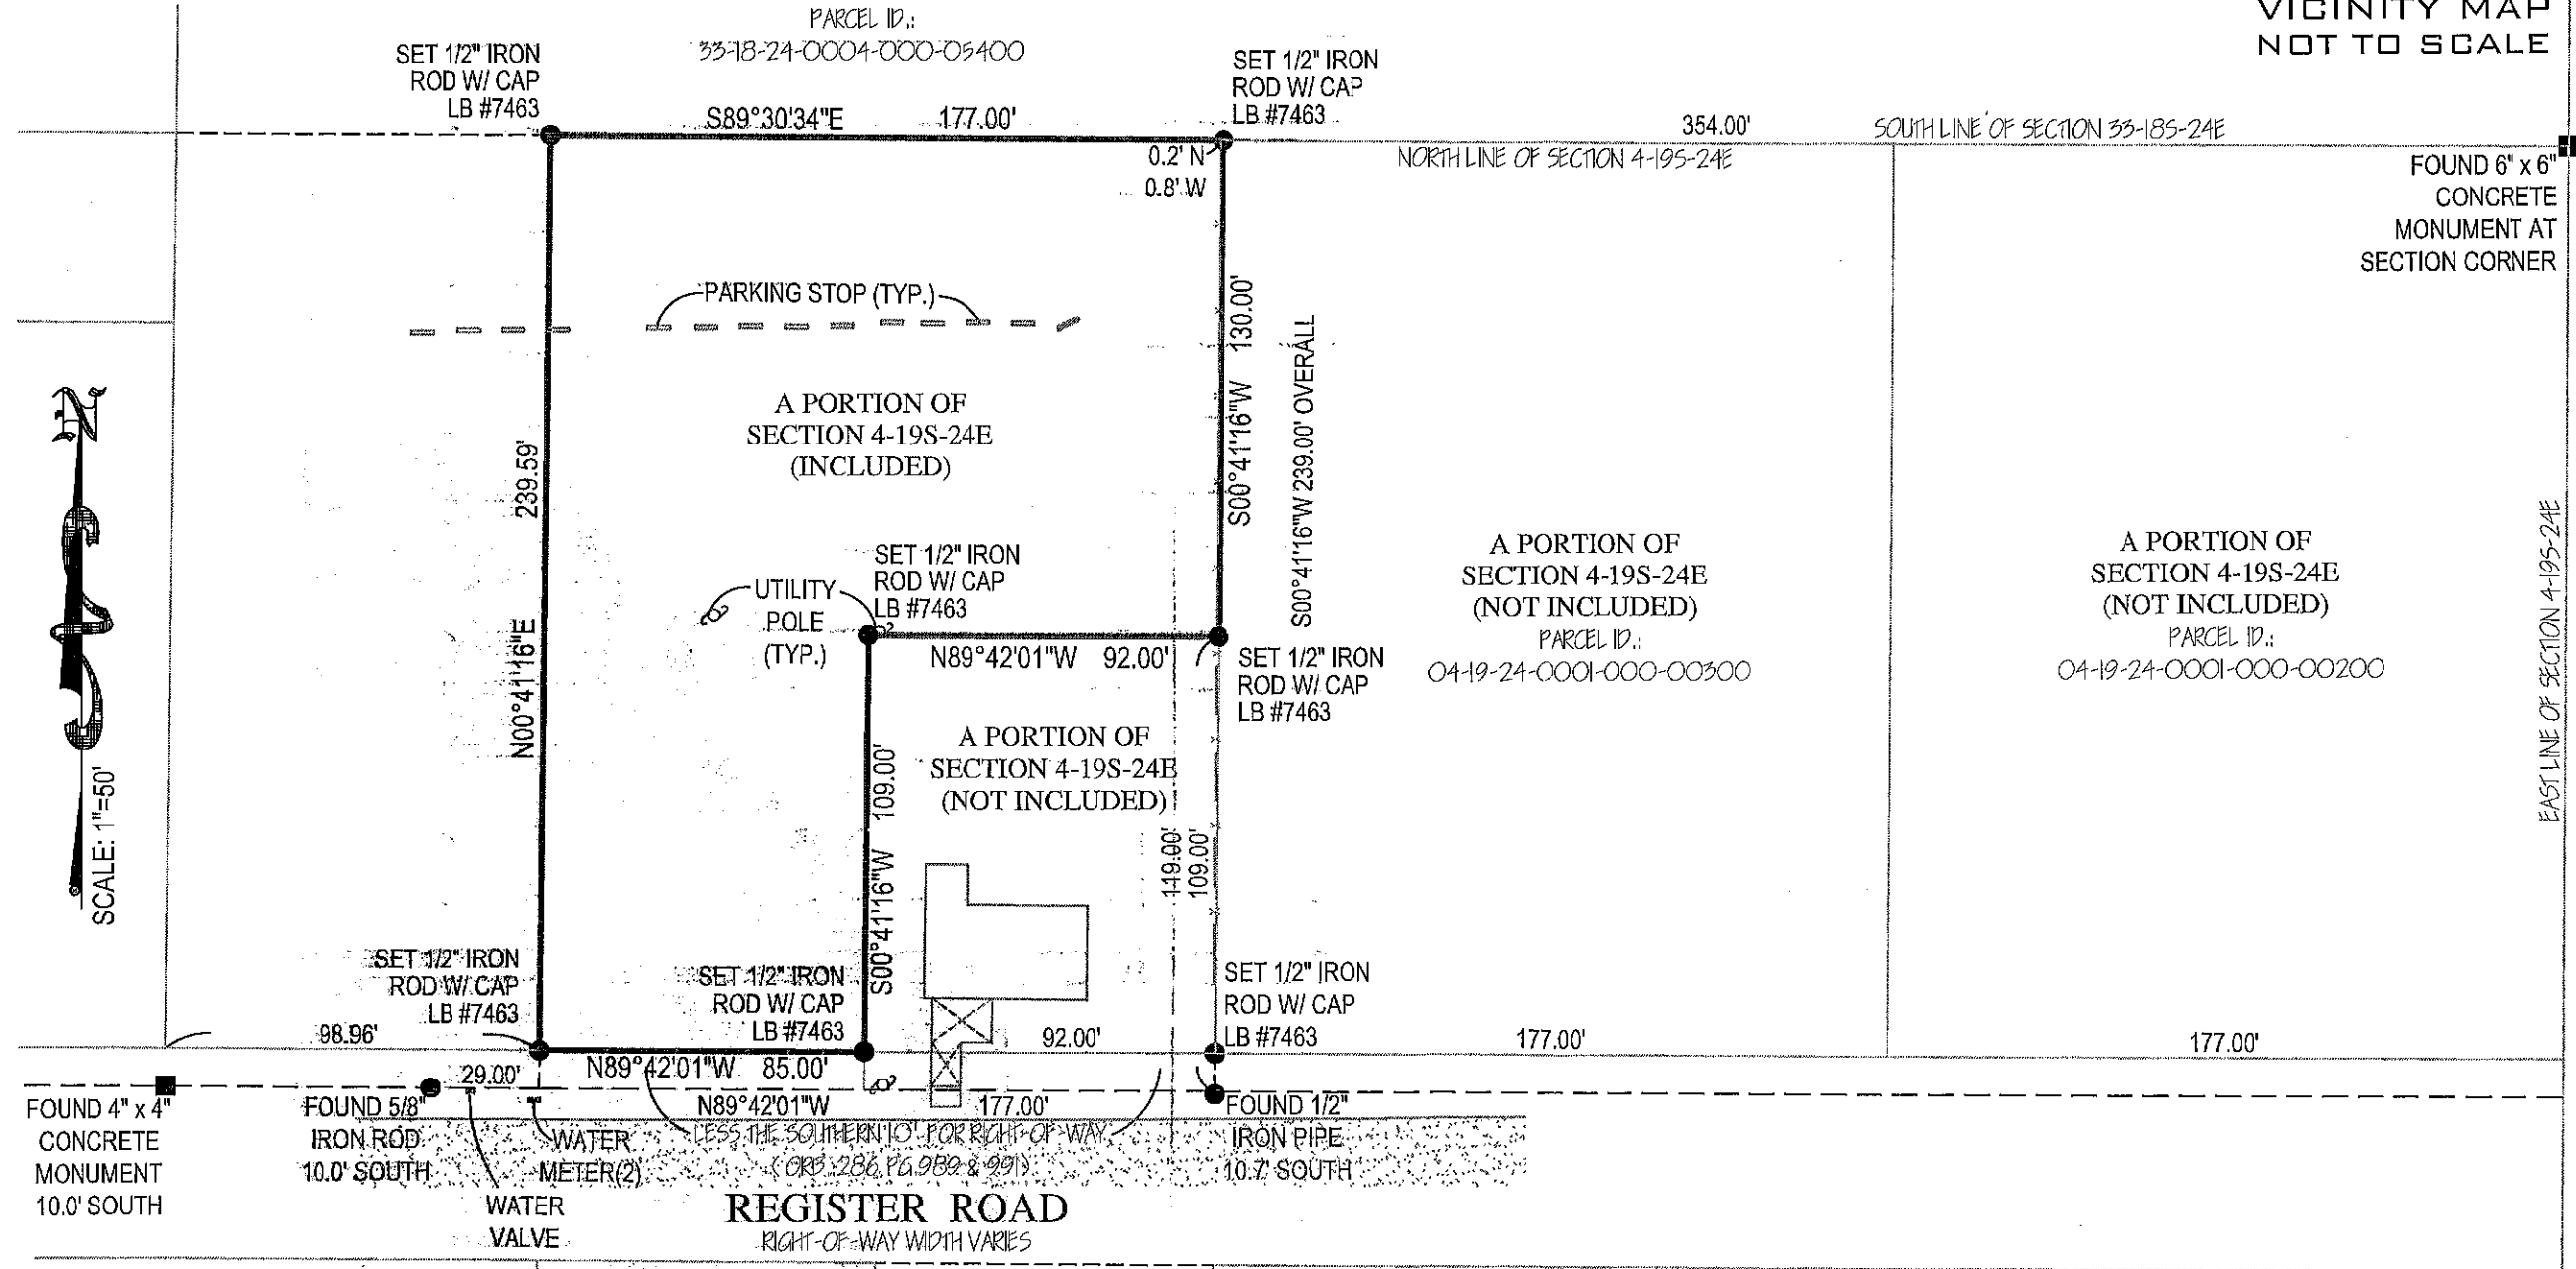 PARCEL ID.:
33-18-24-0004-000-05400
VICINITY MAP
NOT TO SCALE
SET 1/2" IRON
ROD W/ CAP
LB #7463
SET 1/2" IRON
ROD W/ CAP
LB #7463
S89°30'34"E 177.00'
354.00'
SOUTH LINE OF SECTION 33-18S-24E
0.2' N
0.8' W
NORTH LINE OF SECTION 4-19S-24E
FOUND 6" x 6"
CONCRETE
MONUMENT AT
SECTION CORNER
PARKING STOP (TYP.)
S00°41'16"W 130.00'
S00°41'16"W 239.00' OVERALL
A PORTION OF
SECTION 4-19S-24E
(INCLUDED)
N00°41'16"E 239.59'
N
SCALE: 1"=50'
SET 1/2" IRON
ROD W/ CAP
LB #7463
UTILITY
POLE
(TYP.)
N89°42'01"W 92.00'
SET 1/2" IRON
ROD W/ CAP
LB #7463
A PORTION OF
SECTION 4-19S-24E
(NOT INCLUDED)
PARCEL ID.:
04-19-24-0001-000-00300
A PORTION OF
SECTION 4-19S-24E
(NOT INCLUDED)
PARCEL ID.:
04-19-24-0001-000-00200
EAST LINE OF SECTION 4-19S-24E
A PORTION OF
SECTION 4-19S-24E
(NOT INCLUDED)
S00°41'16"W 109.00'
149.00'
109.00'
SET 1/2" IRON
ROD W/ CAP
LB #7463
SET 1/2" IRON
ROD W/ CAP
LB #7463
SET 1/2" IRON
ROD W/ CAP
LB #7463
98.96'
92.00'
177.00'
177.00'
29.00'
N89°42'01"W 85.00'
N89°42'01"W 177.00'
FOUND 4" x 4"
CONCRETE
MONUMENT
10.0' SOUTH
FOUND 5/8"
IRON ROD
10.0' SOUTH
WATER
METER(2)
WATER
VALVE
LESS THE SOUTHERN 10' FOR RIGHT-OF-WAY
(ORB 286, PG 989 & 991)
FOUND 1/2"
IRON PIPE
10.7' SOUTH
REGISTER ROAD
RIGHT-OF-WAY WIDTH VARIES